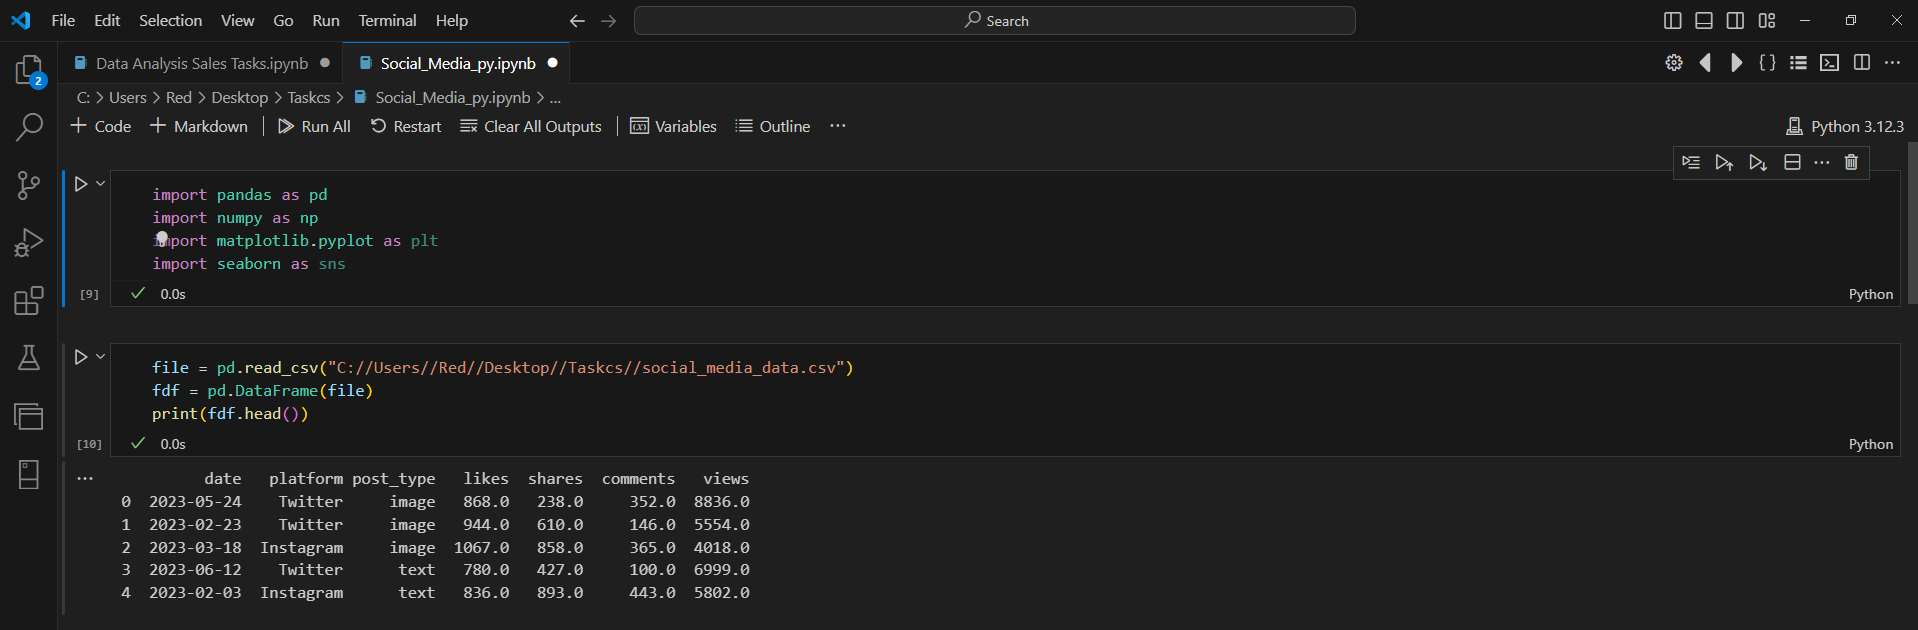 File Edit Selection View Go Run Terminal Help Search
2
Data Analysis Sales Tasks.ipynb Social_Media_py.ipynb
C: > Users > Red > Desktop > Taskcs > Social_Media_py.ipynb > ...
Code Markdown Run All Restart Clear All Outputs Variables Outline ... Python 3.12.3
import pandas as pd
import numpy as np
import matplotlib.pyplot as plt
import seaborn as sns
[9] 0.0s Python
file = pd.read_csv("C://Users//Red//Desktop//Taskcs//social_media_data.csv")
fdf = pd.DataFrame(file)
print(fdf.head())
[10] 0.0s Python
date platform post_type likes shares comments views
0 2023-05-24 Twitter image 868.0 238.0 352.0 8836.0
1 2023-02-23 Twitter image 944.0 610.0 146.0 5554.0
2 2023-03-18 Instagram image 1067.0 858.0 365.0 4018.0
3 2023-06-12 Twitter text 780.0 427.0 100.0 6999.0
4 2023-02-03 Instagram text 836.0 893.0 443.0 5802.0